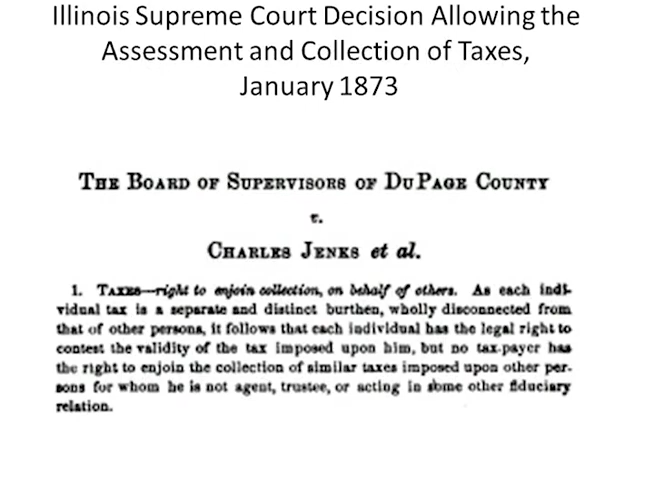 Illinois Supreme Court Decision Allowing the
Assessment and Collection of Taxes,
January 1873
THE BOARD OF SUPERVISORS OF DUPAGE COUNTY
v.
CHARLES JENKS et al.
1. TAXES—right to enjoin collection, on behalf of others. As each indi-
vidual tax is a separate and distinct burthen, wholly disconnected from
that of other persons, it follows that each individual has the legal right to
contest the validity of the tax imposed upon him, but no tax-payer has
the right to enjoin the collection of similar taxes imposed upon other per-
sons for whom he is not agent, trustee, or acting in some other fiduciary
relation.